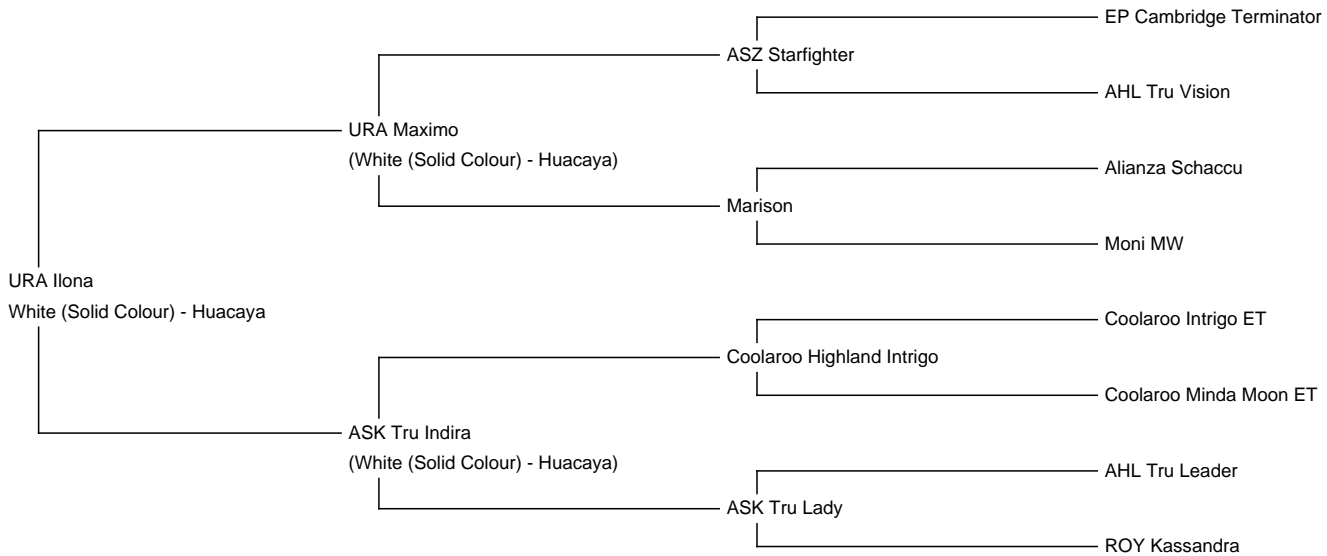 EP Cambridge Terminator
ASZ Starfighter
AHL Tru Vision
URA Maximo
(White (Solid Colour) - Huacaya)
Alianza Schaccu
Marison
Moni MW
URA Ilona
White (Solid Colour) - Huacaya
Coolaroo Intrigo ET
Coolaroo Highland Intrigo
Coolaroo Minda Moon ET
ASK Tru Indira
(White (Solid Colour) - Huacaya)
AHL Tru Leader
ASK Tru Lady
ROY Kassandra